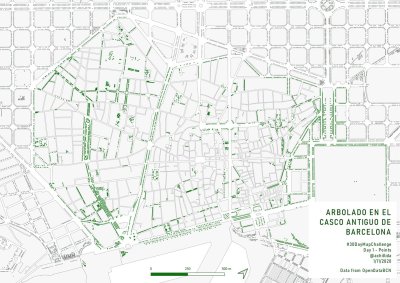 ARBOLADO EN EL
CASCO ANTIGUO DE
BARCELONA
#30DayMapChallenge
Day 1 - Points
1/11/2020
Data from OpenDataBCN
0 250 500 m